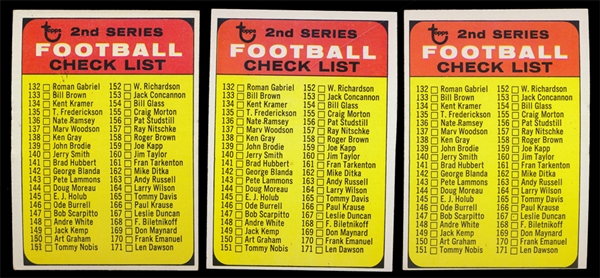 Topps 2nd SERIES
FOOTBALL
CHECK LIST
132 Roman Gabriel 152 W. Richardson
133 Bill Brown 153 Jack Concannon
134 Kent Kramer 154 Bill Glass
135 T. Frederickson 155 Craig Morton
136 Nate Ramsey 156 Pat Studstill
137 Marv Woodson 157 Ray Nitschke
138 Ken Gray 158 Roger Brown
139 John Brodie 159 Joe Kapp
140 Jerry Smith 160 Jim Taylor
141 Brad Hubbert 161 Fran Tarkenton
142 George Blanda 162 Mike Ditka
143 Pete Lammons 163 Andy Russell
144 Doug Moreau 164 Larry Wilson
145 E. J. Holub 165 Tommy Davis
146 Ode Burrell 166 Paul Krause
147 Bob Scarpitto 167 Leslie Duncan
148 Andre White 168 F. Biletnikoff
149 Jack Kemp 169 Don Maynard
150 Art Graham 170 Frank Emanuel
151 Tommy Nobis 171 Len Dawson
Topps 2nd SERIES
FOOTBALL
CHECK LIST
132 Roman Gabriel 152 W. Richardson
133 Bill Brown 153 Jack Concannon
134 Kent Kramer 154 Bill Glass
135 T. Frederickson 155 Craig Morton
136 Nate Ramsey 156 Pat Studstill
137 Marv Woodson 157 Ray Nitschke
138 Ken Gray 158 Roger Brown
139 John Brodie 159 Joe Kapp
140 Jerry Smith 160 Jim Taylor
141 Brad Hubbert 161 Fran Tarkenton
142 George Blanda 162 Mike Ditka
143 Pete Lammons 163 Andy Russell
144 Doug Moreau 164 Larry Wilson
145 E. J. Holub 165 Tommy Davis
146 Ode Burrell 166 Paul Krause
147 Bob Scarpitto 167 Leslie Duncan
148 Andre White 168 F. Biletnikoff
149 Jack Kemp 169 Don Maynard
150 Art Graham 170 Frank Emanuel
151 Tommy Nobis 171 Len Dawson
Topps 2nd SERIES
FOOTBALL
CHECK LIST
132 Roman Gabriel 152 W. Richardson
133 Bill Brown 153 Jack Concannon
134 Kent Kramer 154 Bill Glass
135 T. Frederickson 155 Craig Morton
136 Nate Ramsey 156 Pat Studstill
137 Marv Woodson 157 Ray Nitschke
138 Ken Gray 158 Roger Brown
139 John Brodie 159 Joe Kapp
140 Jerry Smith 160 Jim Taylor
141 Brad Hubbert 161 Fran Tarkenton
142 George Blanda 162 Mike Ditka
143 Pete Lammons 163 Andy Russell
144 Doug Moreau 164 Larry Wilson
145 E. J. Holub 165 Tommy Davis
146 Ode Burrell 166 Paul Krause
147 Bob Scarpitto 167 Leslie Duncan
148 Andre White 168 F. Biletnikoff
149 Jack Kemp 169 Don Maynard
150 Art Graham 170 Frank Emanuel
151 Tommy Nobis 171 Len Dawson